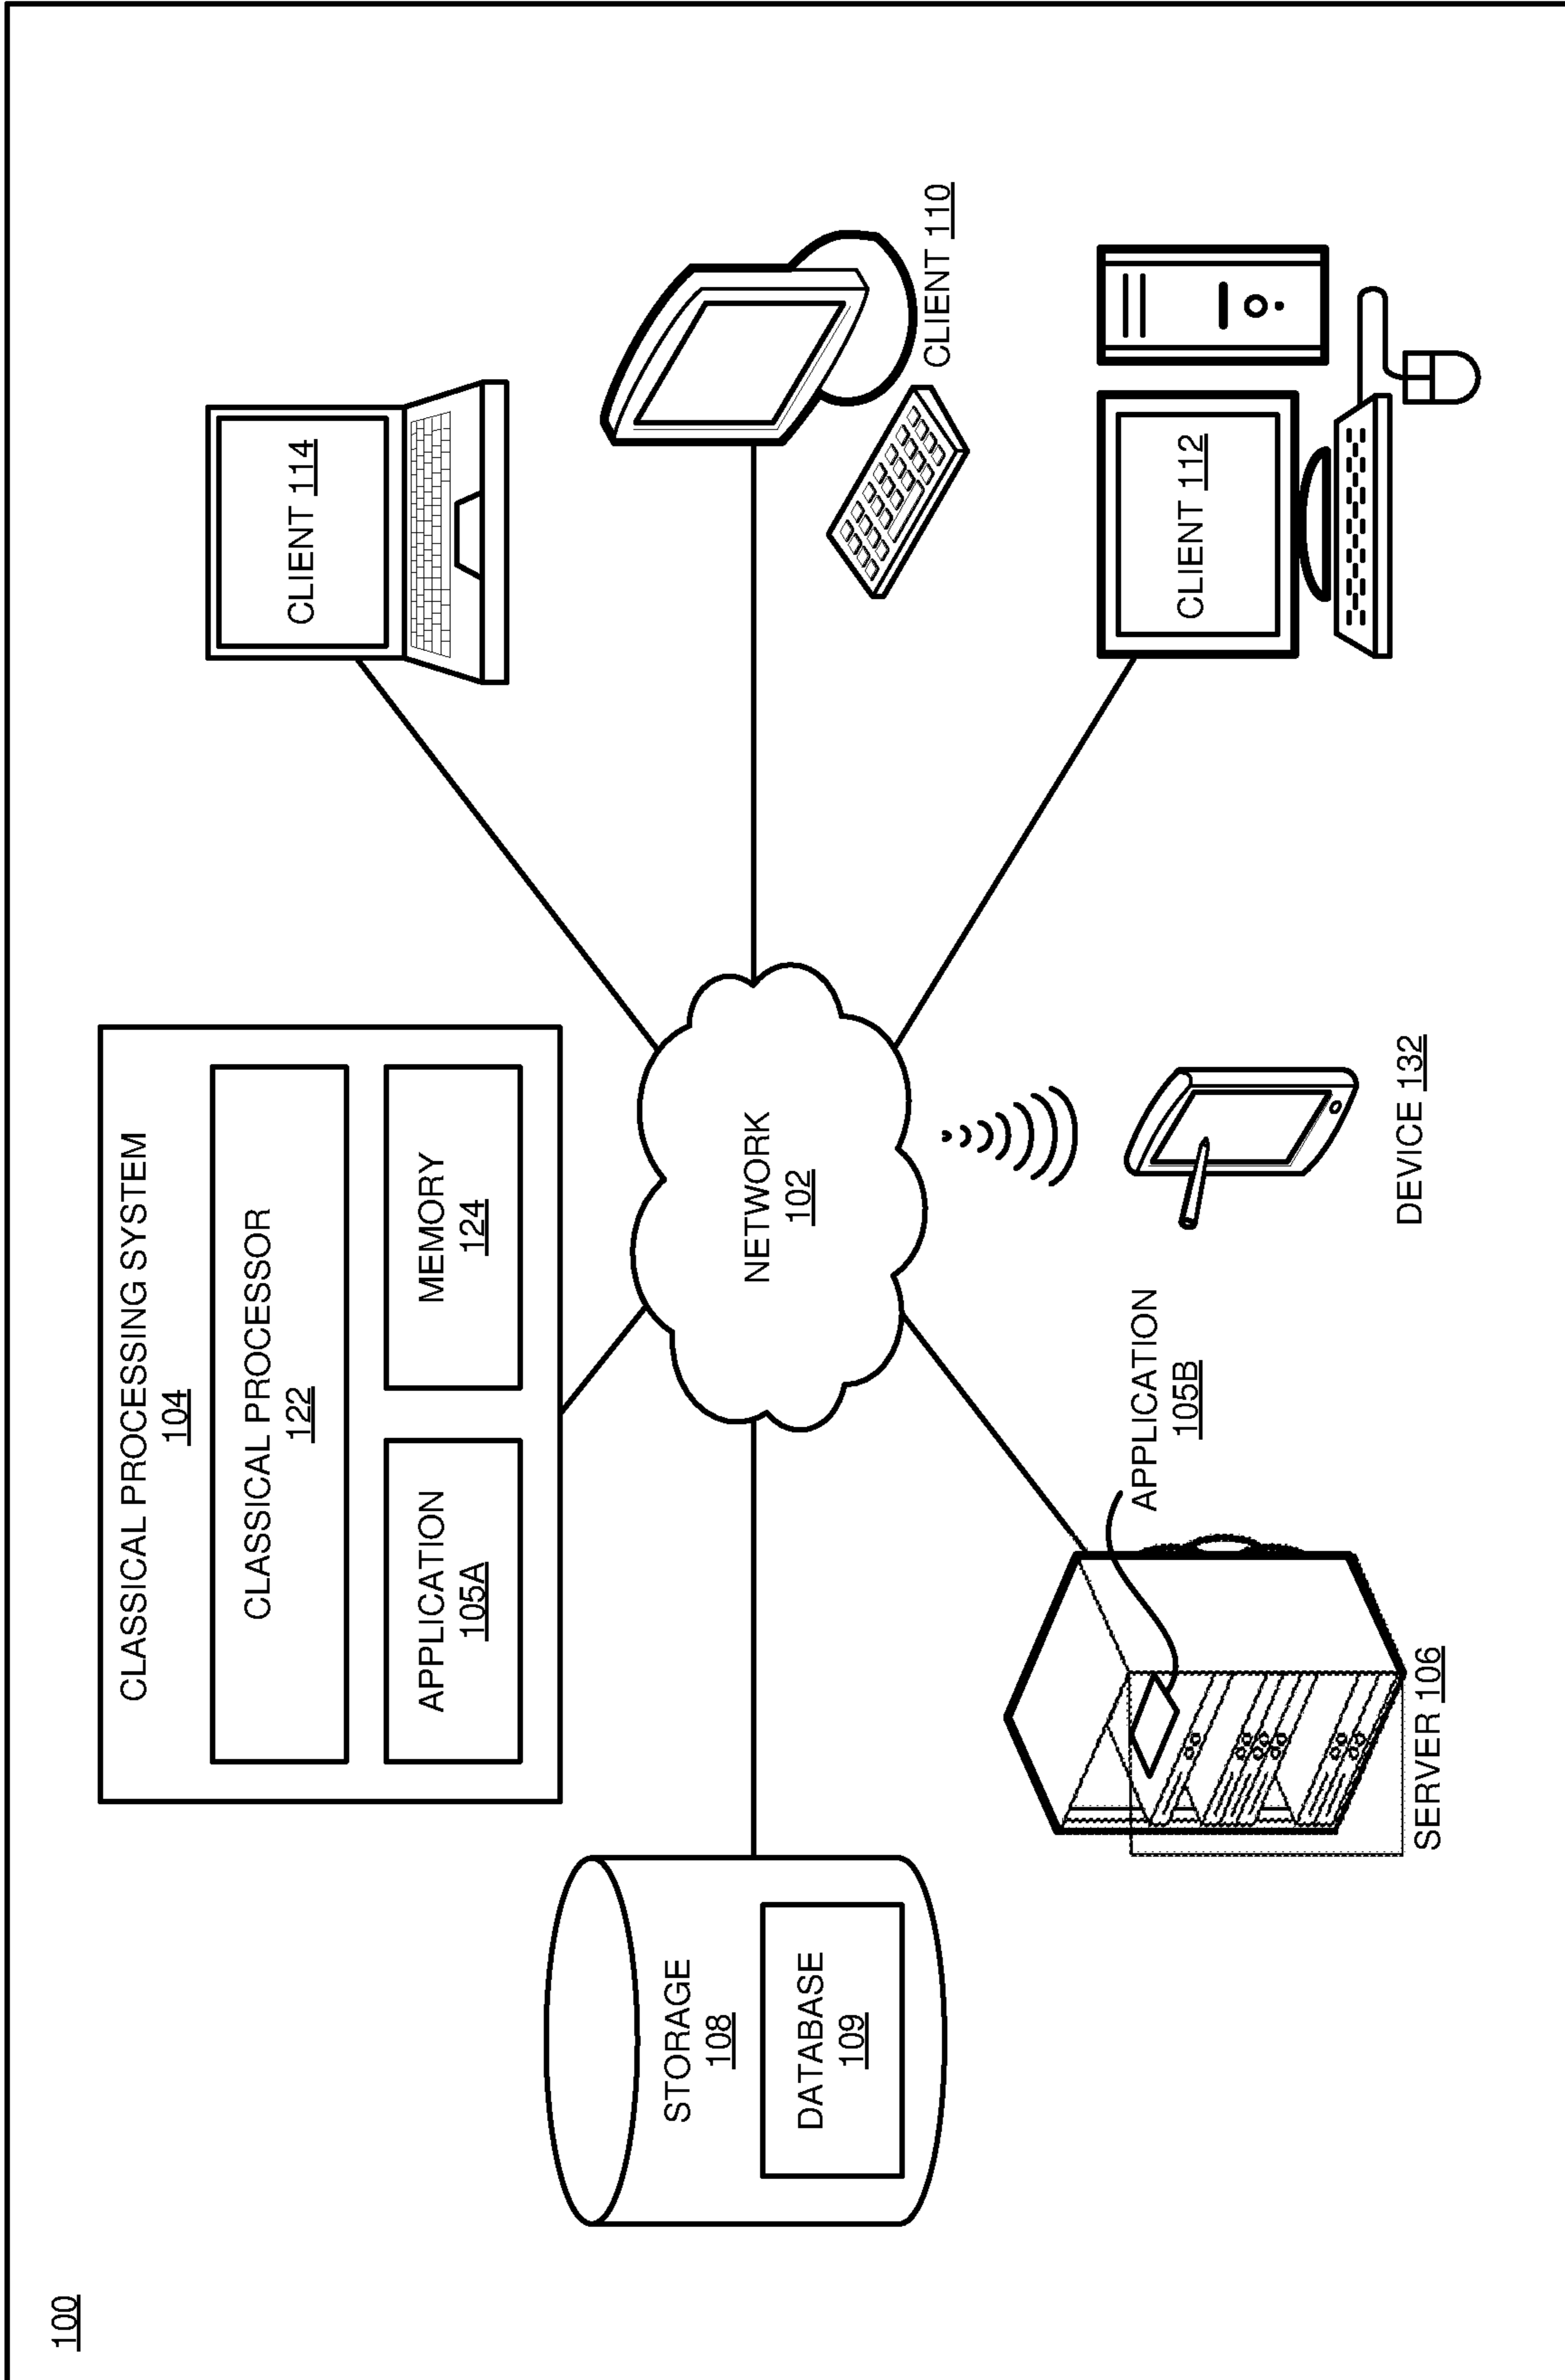 100
CLASSICAL PROCESSING SYSTEM
104
CLASSICAL PROCESSOR
122
APPLICATION
105A
MEMORY
124
CLIENT 114
STORAGE
108
DATABASE
109
NETWORK
102
CLIENT 110
APPLICATION
105B
SERVER 106
DEVICE 132
CLIENT 112